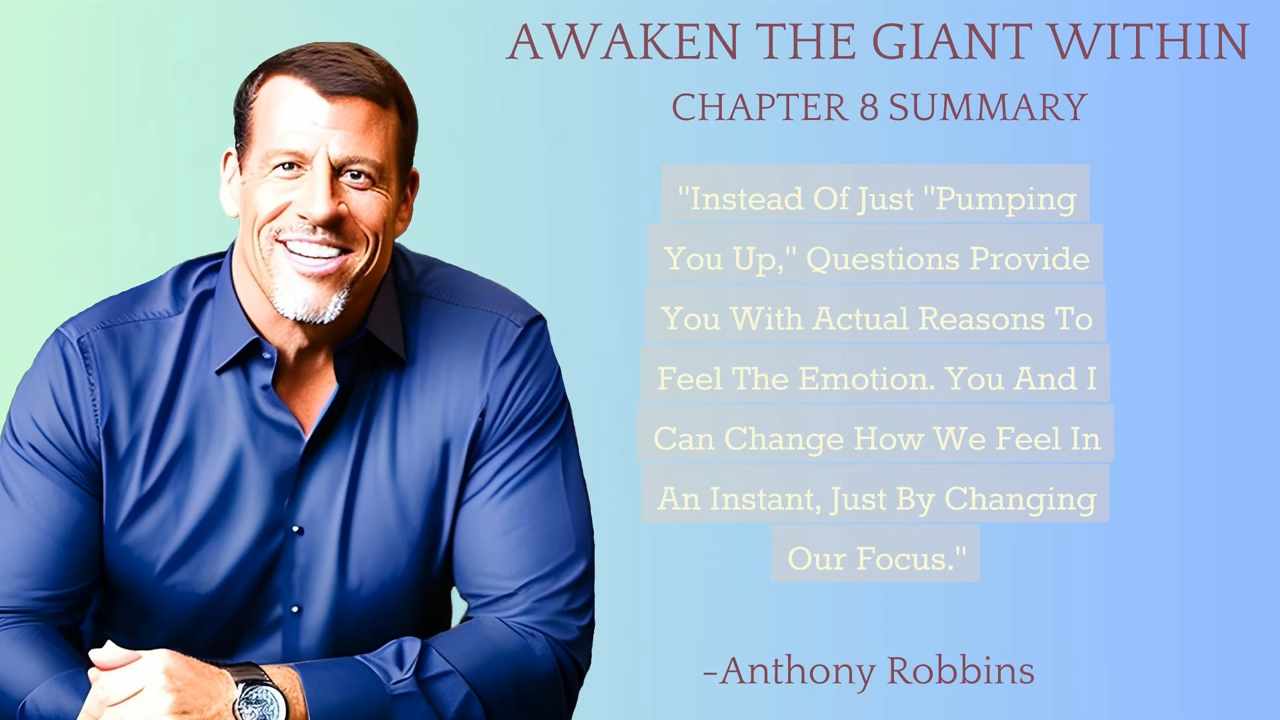 AWAKEN THE GIANT WITHIN
CHAPTER 8 SUMMARY
"Instead Of Just "Pumping
You Up," Questions Provide
You With Actual Reasons To
Feel The Emotion. You And I
Can Change How We Feel In
An Instant, Just By Changing
Our Focus."
-Anthony Robbins